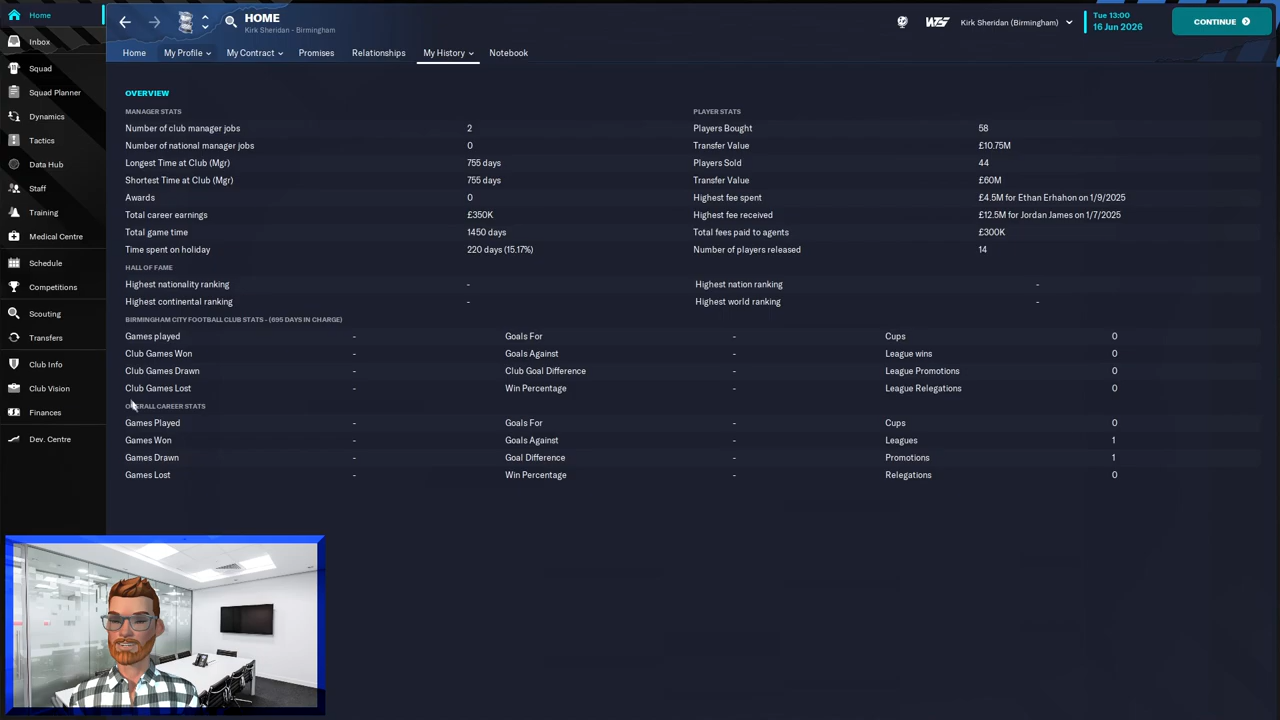 Home
HOME
Kirk Sheridan - Birmingham
Kirk Sheridan (Birmingham)
Tue 13:00
16 Jun 2026
CONTINUE
Home My Profile My Contract Promises Relationships My History Notebook
Inbox
Squad
Squad Planner
Dynamics
Tactics
Data Hub
Staff
Training
Medical Centre
Schedule
Competitions
Scouting
Transfers
Club Info
Club Vision
Finances
Dev. Centre
OVERVIEW
MANAGER STATS PLAYER STATS
Number of club manager jobs 2 Players Bought 58
Number of national manager jobs 0 Transfer Value £10.75M
Longest Time at Club (Mgr) 755 days Players Sold 44
Shortest Time at Club (Mgr) 755 days Transfer Value £60M
Awards 0 Highest fee spent £4.5M for Ethan Erhahon on 1/9/2025
Total career earnings £350K Highest fee received £12.5M for Jordan James on 1/7/2025
Total game time 1450 days Total fees paid to agents £300K
Time spent on holiday 220 days (15.17%) Number of players released 14
HALL OF FAME
Highest nationality ranking - Highest nation ranking -
Highest continental ranking - Highest world ranking -
BIRMINGHAM CITY FOOTBALL CLUB STATS - (695 DAYS IN CHARGE)
Games played - Goals For - Cups 0
Club Games Won - Goals Against - League wins 0
Club Games Drawn - Club Goal Difference - League Promotions 0
Club Games Lost - Win Percentage - League Relegations 0
OVERALL CAREER STATS
Games Played - Goals For - Cups 0
Games Won - Goals Against - Leagues 1
Games Drawn - Goal Difference - Promotions 1
Games Lost - Win Percentage - Relegations 0